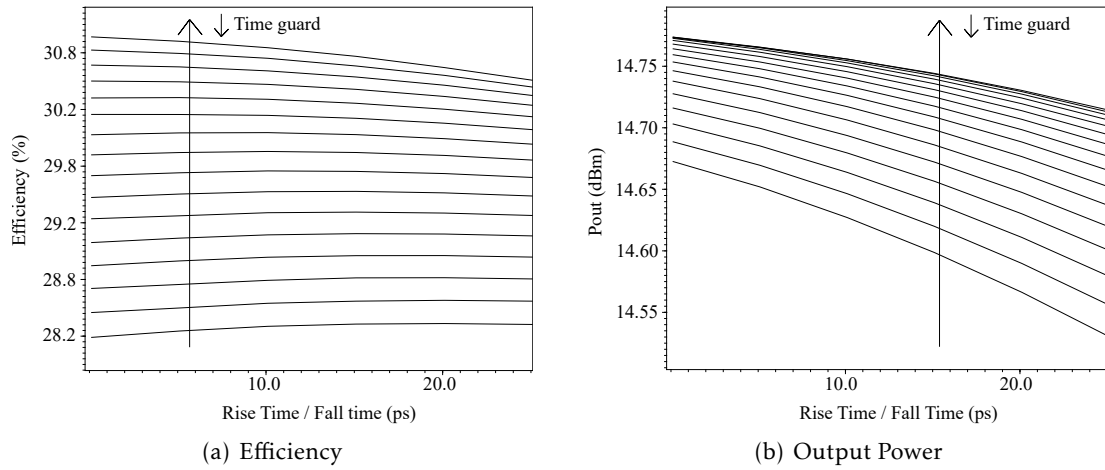 Time guard
30.8
30.2
29.8
29.2
28.8
28.2
Efficiency (%)
10.0
20.0
Rise Time / Fall time (ps)
(a) Efficiency
Time guard
14.75
14.70
14.65
14.60
14.55
Pout (dBm)
10.0
20.0
Rise Time / Fall Time (ps)
(b) Output Power